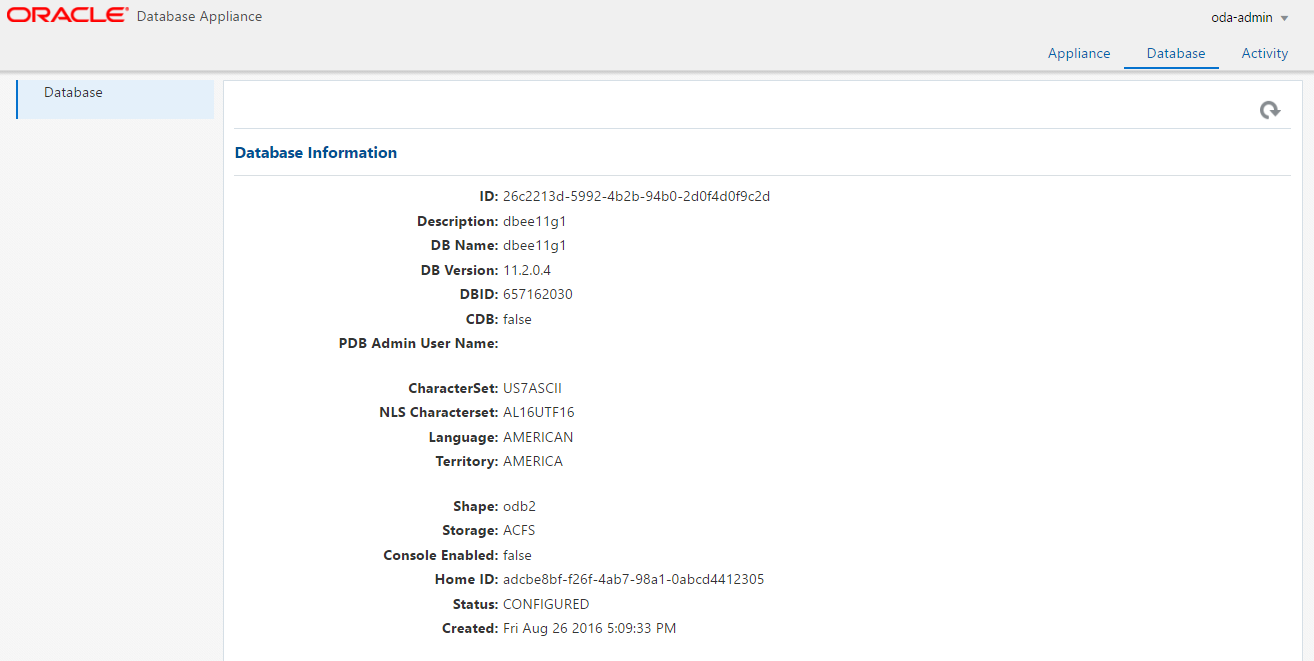 ORACLE Database Appliance
oda-admin
Appliance Database Activity
Database
Database Information
ID: 26c2213d-5992-4b2b-94b0-2d0f4d0f9c2d
Description: dbee11g1
DB Name: dbee11g1
DB Version: 11.2.0.4
DBID: 657162030
CDB: false
PDB Admin User Name:
CharacterSet: US7ASCII
NLS Characterset: AL16UTF16
Language: AMERICAN
Territory: AMERICA
Shape: odb2
Storage: ACFS
Console Enabled: false
Home ID: adcbe8bf-f26f-4ab7-98a1-0abcd4412305
Status: CONFIGURED
Created: Fri Aug 26 2016 5:09:33 PM